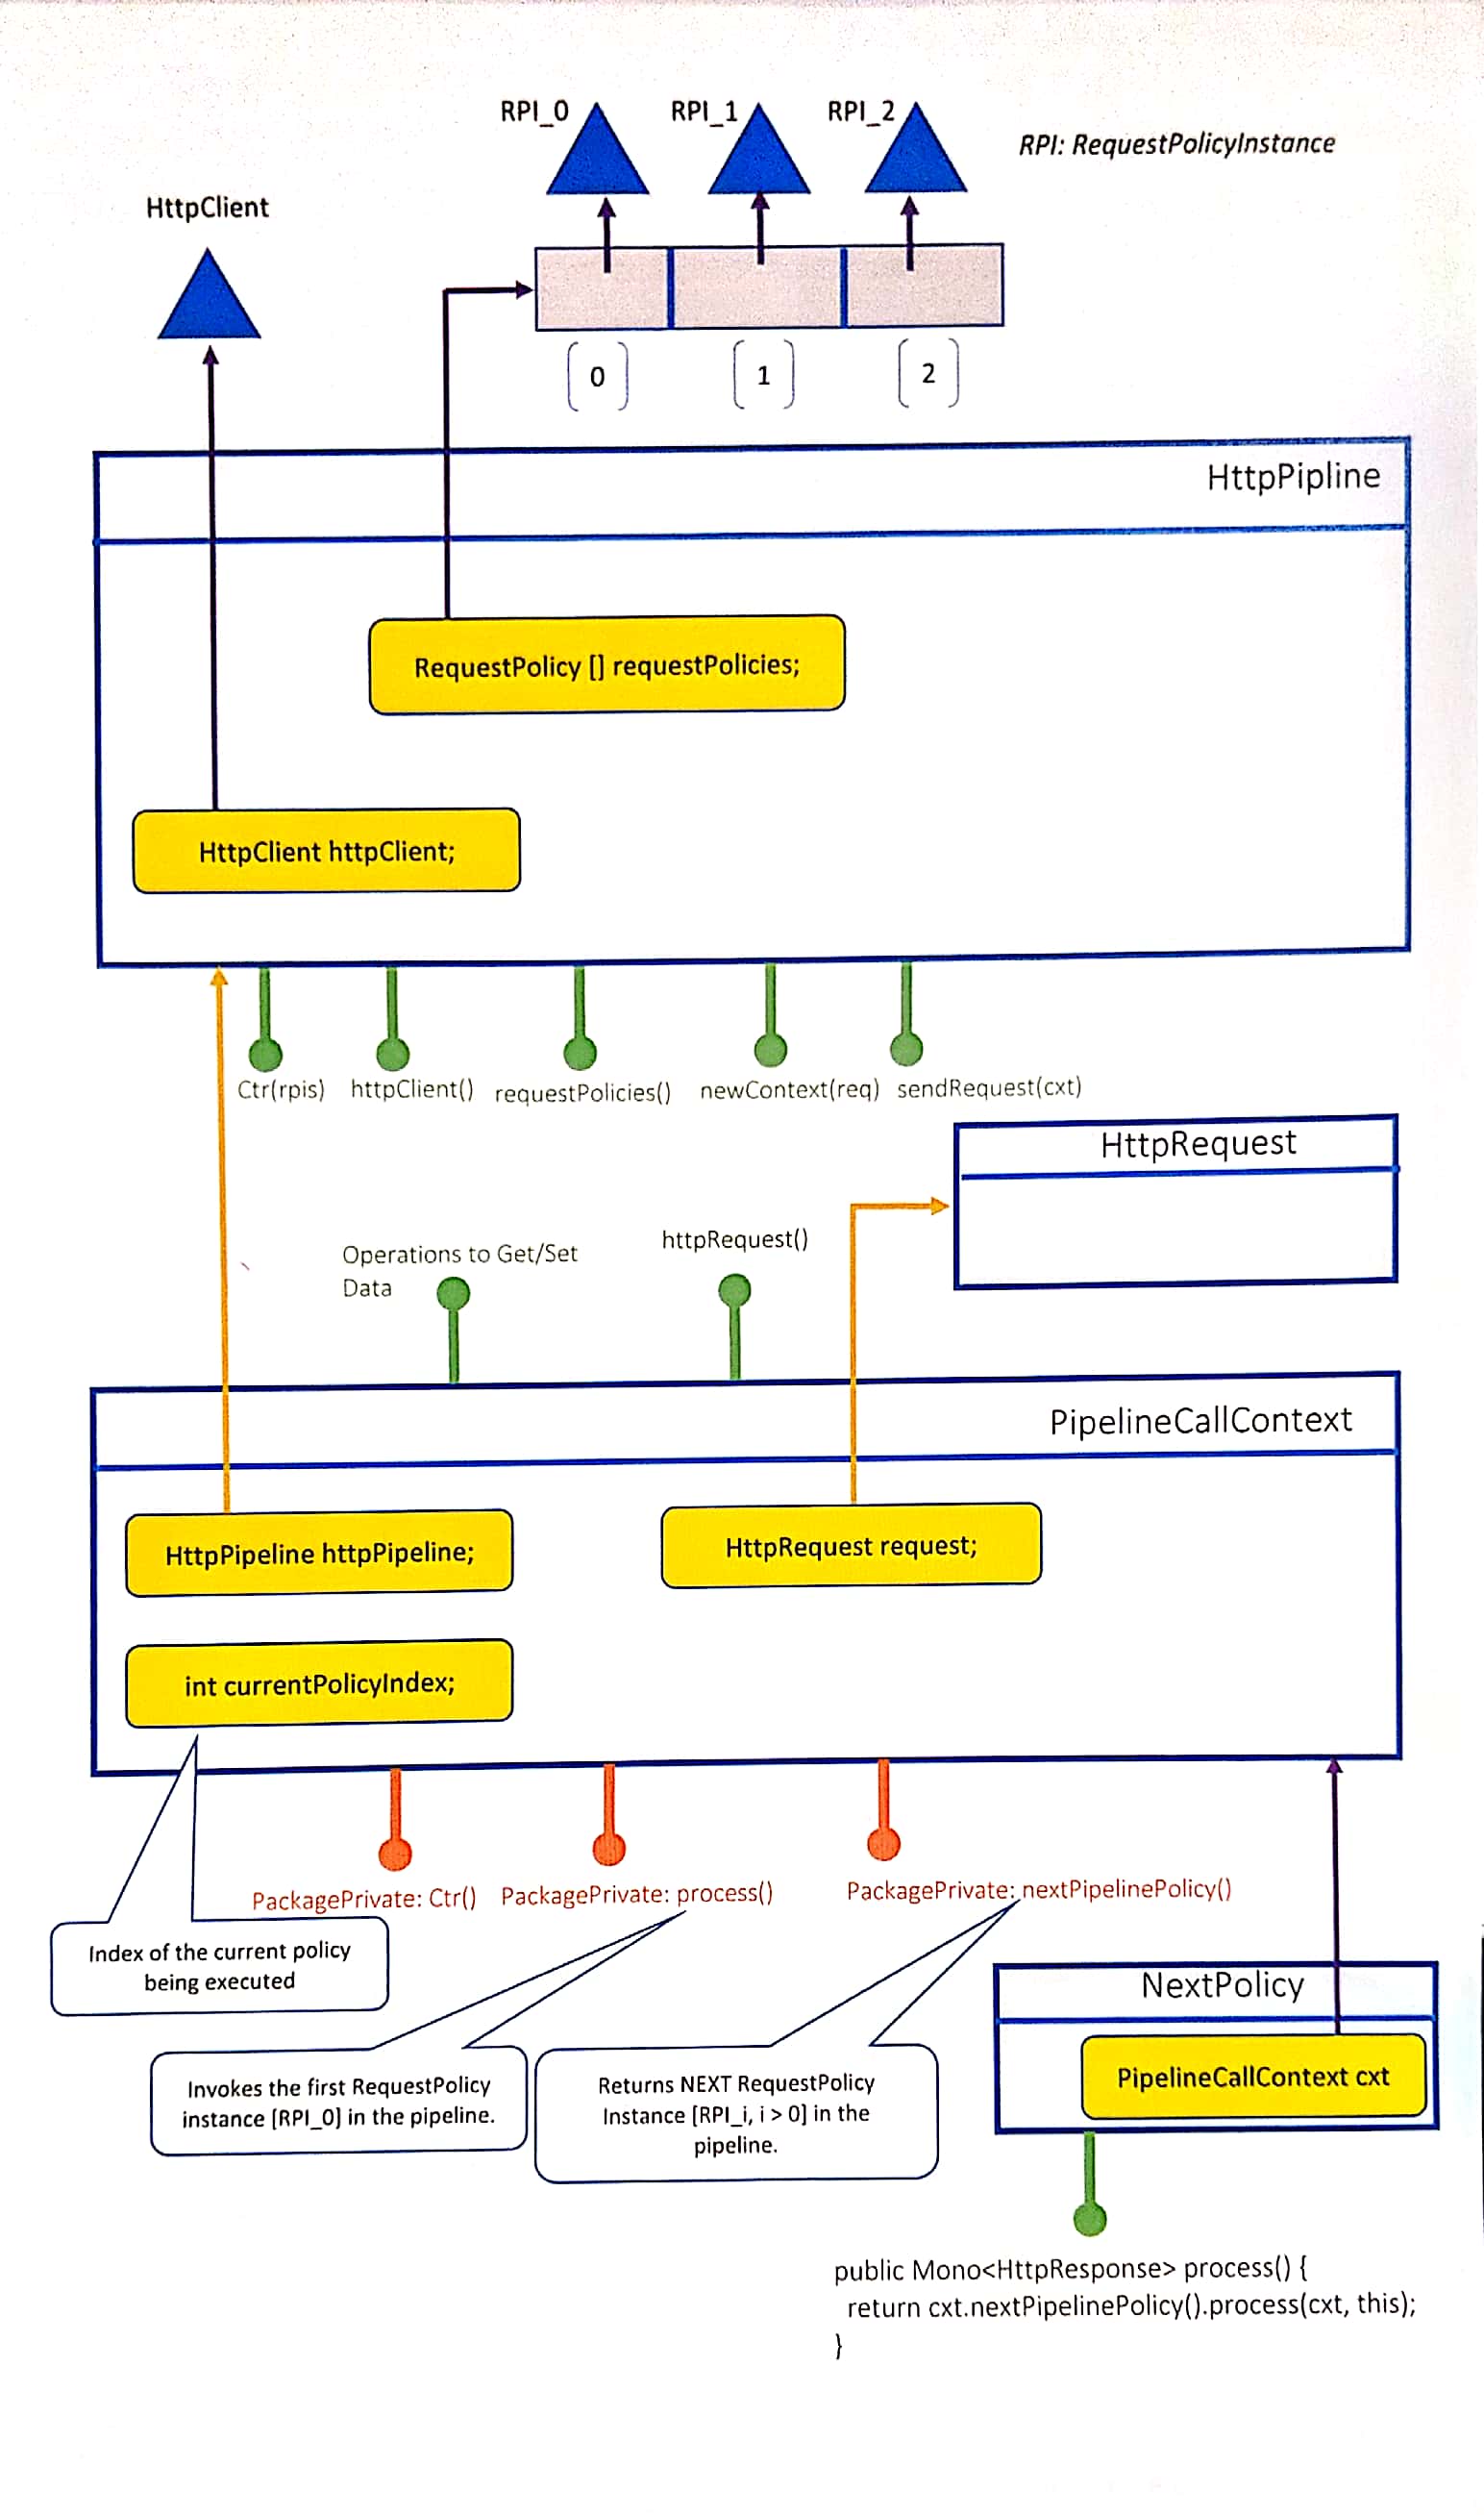 RPI_0
RPI_1
RPI_2
RPI: RequestPolicyInstance
HttpClient
0
1
2
HttpPipline
RequestPolicy [] requestPolicies;
HttpClient httpClient;
Ctr(rpis)
httpClient()
requestPolicies()
newContext(req)
sendRequest(cxt)
HttpRequest
Operations to Get/Set
Data
httpRequest()
PipelineCallContext
HttpPipeline httpPipeline;
HttpRequest request;
int currentPolicyIndex;
PackagePrivate: Ctr()
PackagePrivate: process()
PackagePrivate: nextPipelinePolicy()
Index of the current policy
being executed
NextPolicy
PipelineCallContext cxt
Invokes the first RequestPolicy
instance [RPI_0] in the pipeline.
Returns NEXT RequestPolicy
Instance [RPI_i, i > 0] in the
pipeline.
public Mono<HttpResponse> process() {
return cxt.nextPipelinePolicy().process(cxt, this);
}